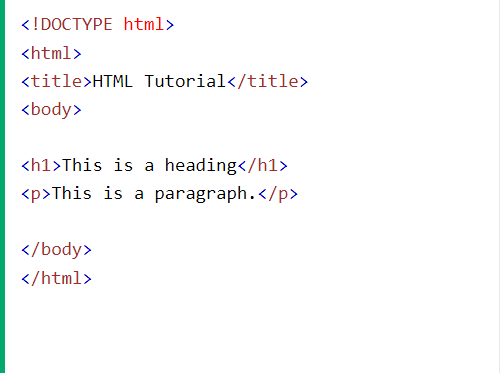 <!DOCTYPE html>
<html>
<title>HTML Tutorial</title>
<body>
<h1>This is a heading</h1>
<p>This is a paragraph.</p>
</body>
</html>